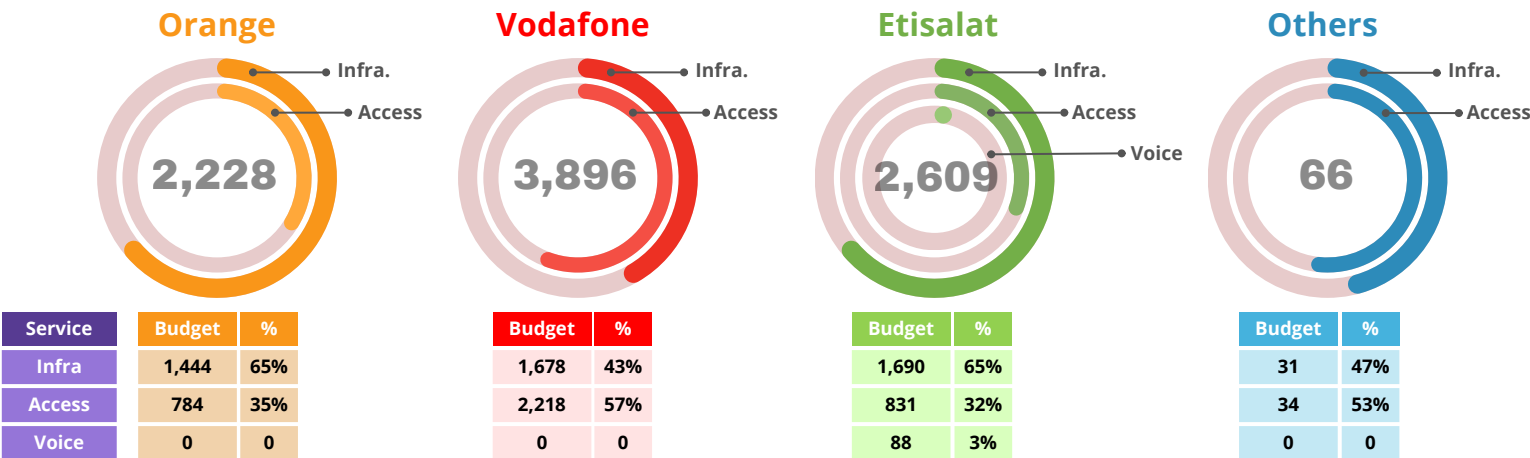 Orange Vodafone Etisalat Others
Infra. Infra. Infra. Infra.
Access Access Access Access
Voice
2,228 3,896 2,609 66
Service Budget % Budget % Budget % Budget %
Infra 1,444 65% 1,678 43% 1,690 65% 31 47%
Access 784 35% 2,218 57% 831 32% 34 53%
Voice 0 0 0 0 88 3% 0 0